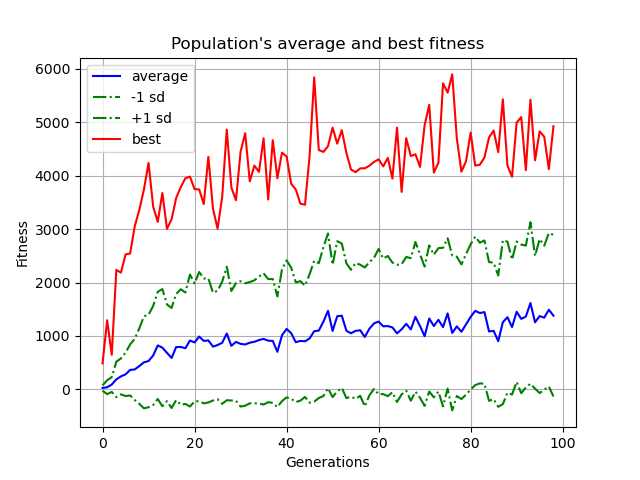 Population's average and best fitness
average
-1 sd
+1 sd
best
Fitness
6000
5000
4000
3000
2000
1000
0
0 20 40 60 80 100
Generations